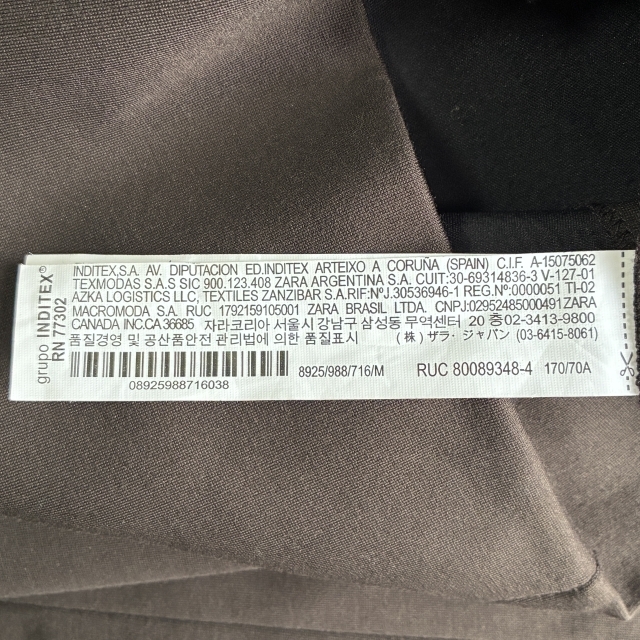 grupo INDITEX®
RN 77302
INDITEX,S.A. AV. DIPUTACION ED.INDITEX ARTEIXO A CORUÑA (SPAIN) C.I.F. A-15075062
TEXMODAS S.A.S SIC 900.123.408 ZARA ARGENTINA S.A. CUIT:30-69314836-3 V-127-01
AZKA LOGISTICS LLC, TEXTILES ZANZIBAR S.A.RIF:NºJ.30536946-1 REG.Nº0000051 TI-02
MACROMODA S.A. RUC 1792159105001 ZARA BRASIL LTDA. CNPJ:02952485000491ZARA
CANADA INC.CA 36685 자라코리아 서울시 강남구 삼성동 무역센터 20 층02-3413-9800
품질경영 및 공산품안전 관리법에 의한 품질표시 (株) ザラ・ジャパン (03-6415-8061)
08925988716038
8925/988/716/M RUC 80089348-4 170/70A